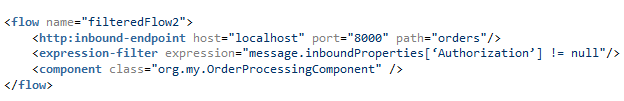 <flow name="filteredFlow2">
<http:inbound-endpoint host="localhost" port="8000" path="orders"/>
<expression-filter expression="message.inboundProperties[‘Authorization’] != null"/>
<component class="org.my.OrderProcessingComponent" />
</flow>